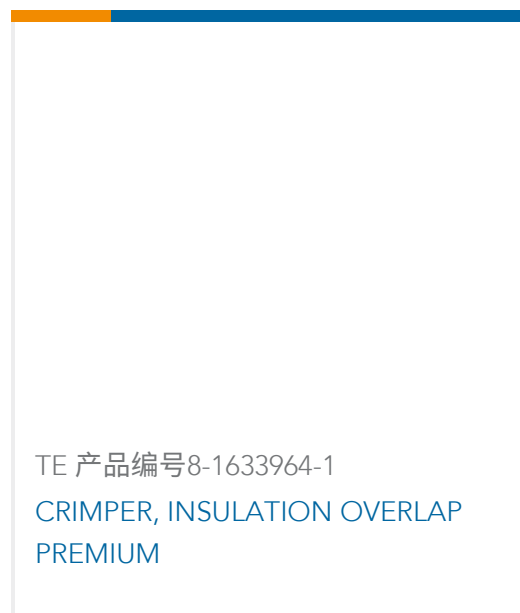 TE 产品编号8-1633964-1
CRIMPER, INSULATION OVERLAP
PREMIUM